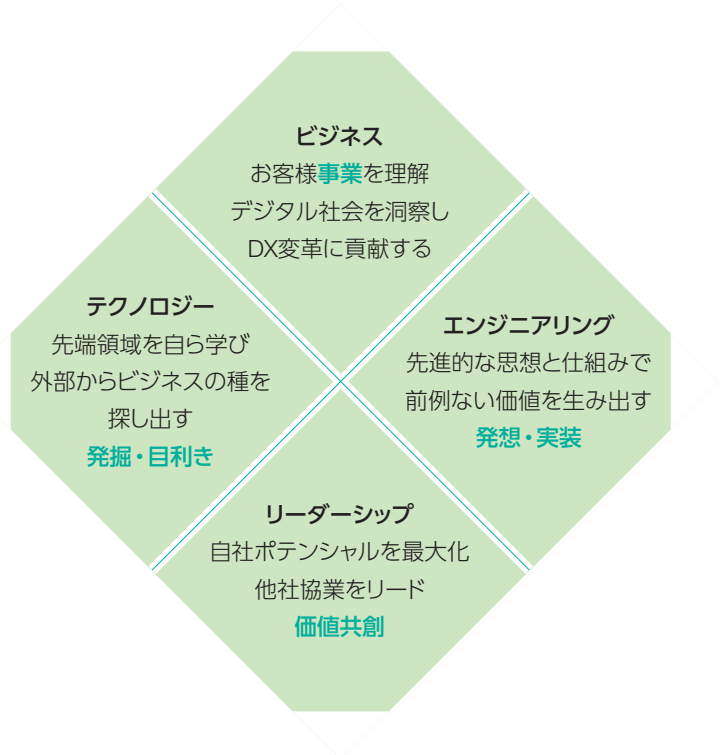 ビジネス
お客様事業を理解
デジタル社会を洞察し
DX変革に貢献する
テクノロジー
先端領域を自ら学び
外部からビジネスの種を
探し出す
発掘・目利き
エンジニアリング
先進的な思想と仕組みで
前例ない価値を生み出す
発想・実装
リーダーシップ
自社ポテンシャルを最大化
他社協業をリード
価値共創